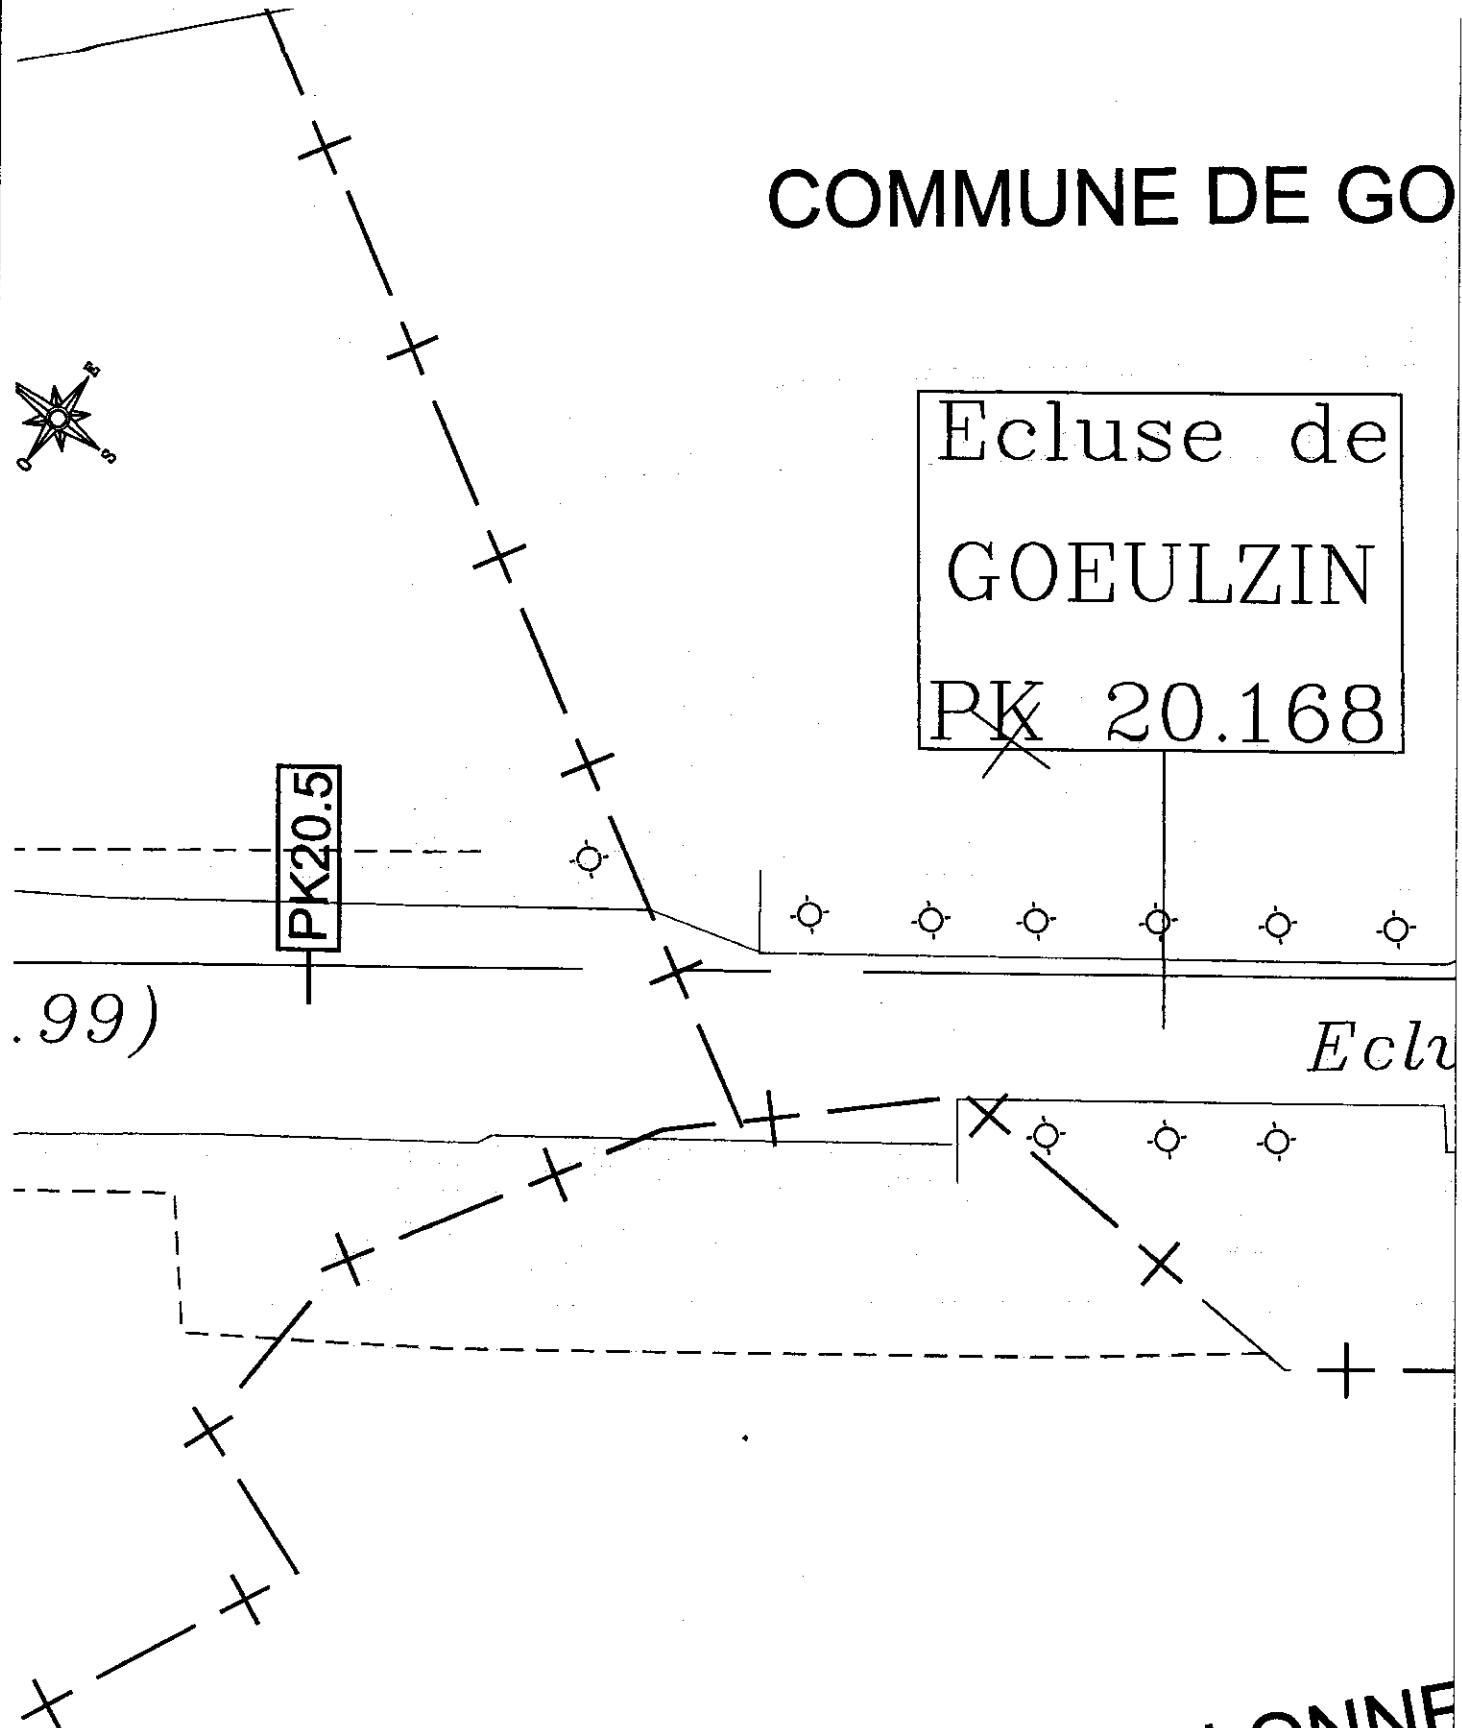 COMMUNE DE GO
E
S
O
Ecluse de
GOEULZIN
PK 20.168
PK20.5
.99)
Eclu
ONNE